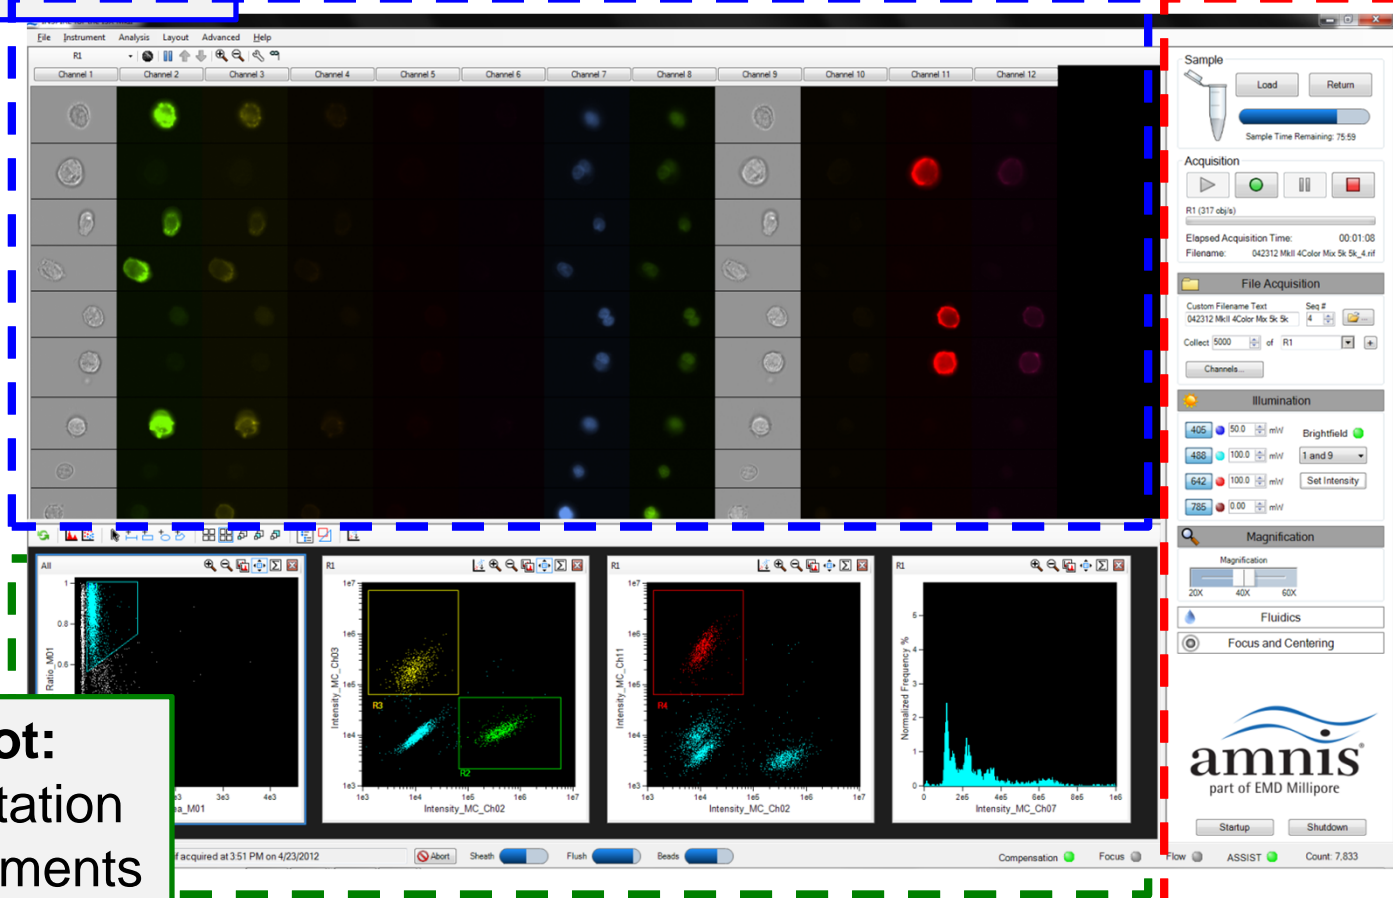 File Instrument Analysis Layout Advanced Help
R1
Channel 1 Channel 2 Channel 3 Channel 4 Channel 5 Channel 6 Channel 7 Channel 8 Channel 9 Channel 10 Channel 11 Channel 12
Sample
Load Return
Sample Time Remaining: 75:59
Acquisition
R1 (317 obj/s)
Elapsed Acquisition Time: 00:01:08
Filename: 042312 MkII 4Color Mix 5k 5k_4.rif
File Acquisition
Custom Filename Text Seq #
042312 MkII 4Color Mix 5k 5k 4
Collect 5000 of R1
Channels...
Illumination
405 50.0 mW Brightfield
488 100.0 mW 1 and 9
642 100.0 mW Set Intensity
785 0.00 mW
Magnification
Magnification
20X 40X 60X
Fluidics
Focus and Centering
amnis
part of EMD Millipore
Startup Shutdown
All
1
0.8
0.6
Ratio_M01
3e3 4e3
a_M01
R1
1e7
1e6
1e5
1e4
1e3
Intensity_MC_Ch03
R3
R2
1e3 1e4 1e5 1e6 1e7
Intensity_MC_Ch02
R1
1e7
1e6
1e5
1e4
1e3
Intensity_MC_Ch11
R4
1e3 1e4 1e5 1e6 1e7
Intensity_MC_Ch02
R1
5
4
3
2
1
0
Normalized Frequency %
0 2e5 4e5 6e5 8e5 1e6
Intensity_MC_Ch07
ot:
tation
ments
f acquired at 3:51 PM on 4/23/2012 Abort Sheath Flush Beads Compensation Focus Flow ASSIST Count: 7,833